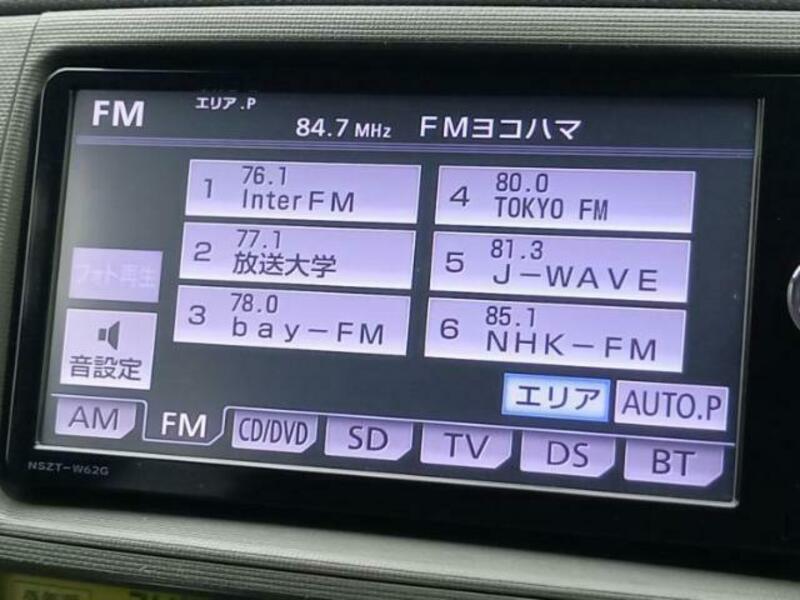 FM
エリア.P
84.7 MHz FMヨコハマ
1 76.1 InterFM
2 77.1 放送大学
3 78.0 bay-FM
4 80.0 TOKYO FM
5 81.3 J-WAVE
6 85.1 NHK-FM
フォト再生
音設定
エリア
AUTO.P
AM
FM
CD/DVD
SD
TV
DS
BT
NSZT-W62G